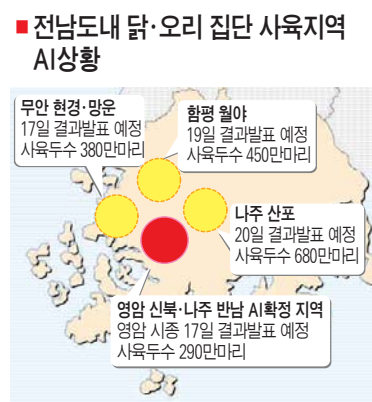 전남도내 닭·오리 집단 사육지역
AI상황
무안 현경·망운
17일 결과발표 예정
사육두수 380만마리
함평 월야
19일 결과발표 예정
사육두수 450만마리
나주 산포
20일 결과발표 예정
사육두수 680만마리
영암 신북·나주 반남 AI확정 지역
영암 시종 17일 결과발표 예정
사육두수 290만마리